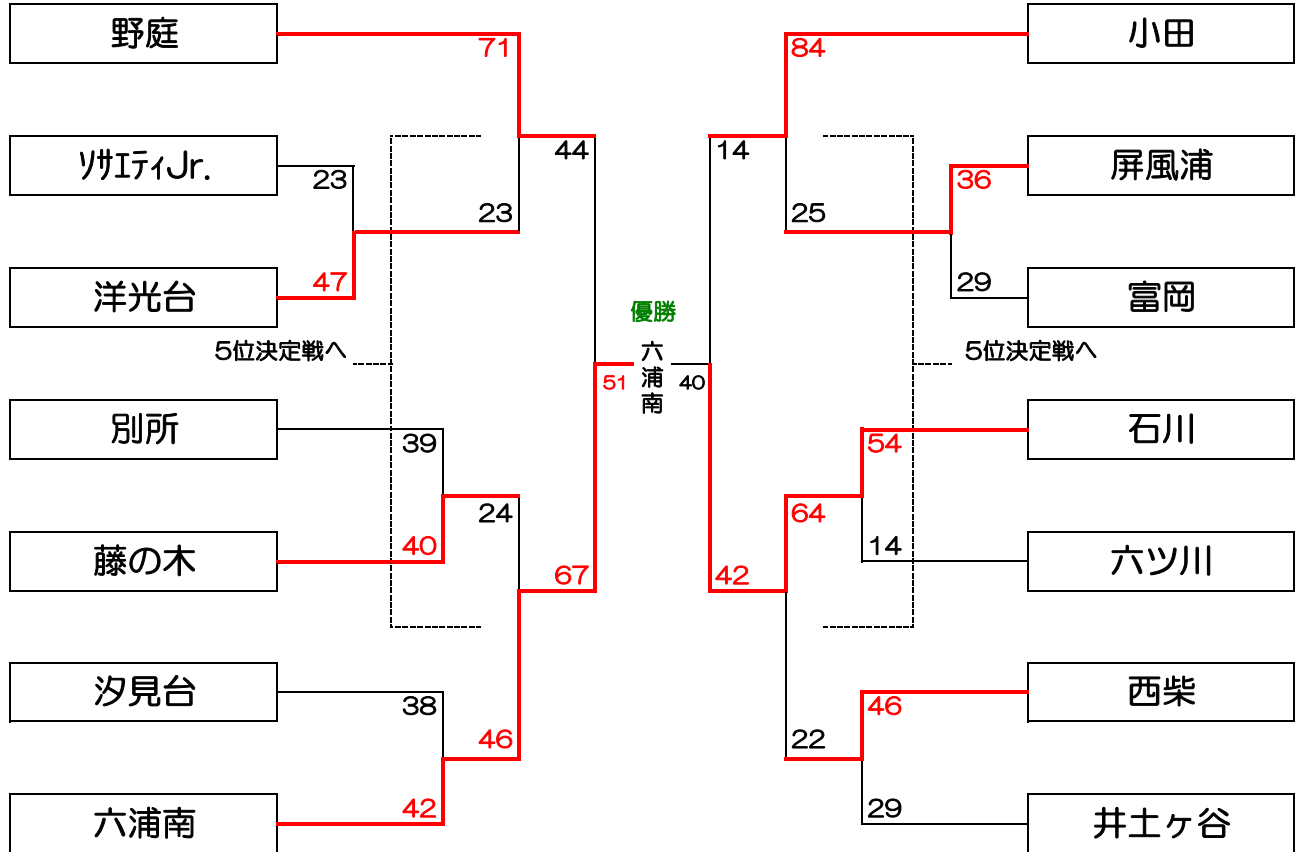 野庭
71
84
小田
ｿｻｴﾃｨJr.
23
44
14
屏風浦
36
23
25
洋光台
47
29
富岡
優勝
5位決定戦へ
六浦南
5位決定戦へ
51
40
別所
39
54
石川
24
64
藤の木
40
14
六ツ川
67
42
汐見台
38
46
西柴
46
22
六浦南
42
29
井土ヶ谷